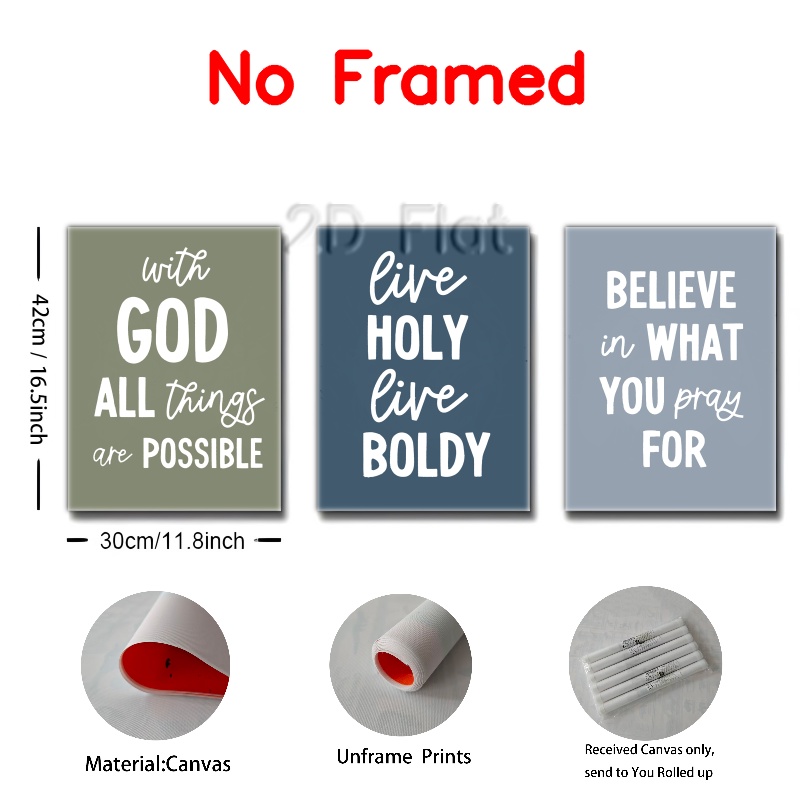 No Framed
2D Flat
42cm / 16.5inch
with
GOD
ALL things
are POSSIBLE
live
HOLY
live
BOLDY
BELIEVE
in WHAT
YOU pray
FOR
30cm/11.8inch
Material:Canvas
Unframe Prints
Received Canvas only,
send to You Rolled up